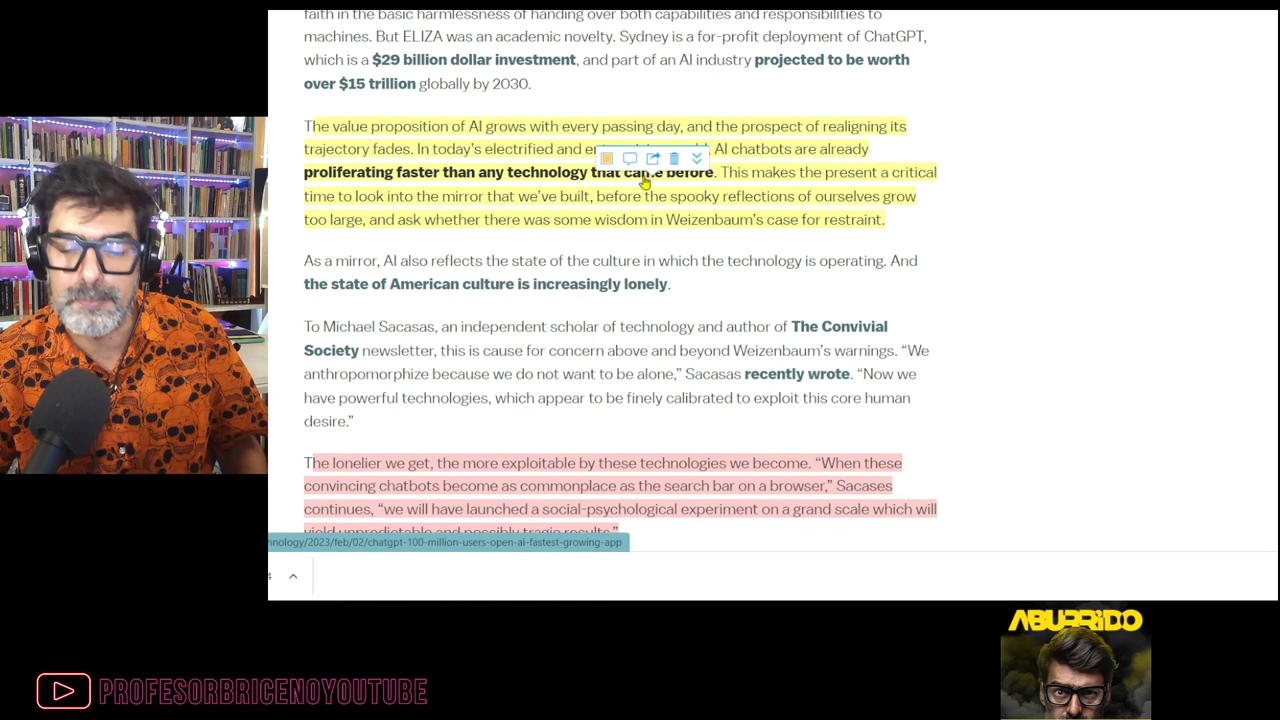 faith in the basic harmlessness of handing over both capabilities and responsibilities to
machines. But ELIZA was an academic novelty. Sydney is a for-profit deployment of ChatGPT,
which is a $29 billion dollar investment, and part of an AI industry projected to be worth
over $15 trillion globally by 2030.
The value proposition of AI grows with every passing day, and the prospect of realigning its
trajectory fades. In today's electrified and AI chatbots are already
proliferating faster than any technology that came before. This makes the present a critical
time to look into the mirror that we've built, before the spooky reflections of ourselves grow
too large, and ask whether there was some wisdom in Weizenbaum's case for restraint.
As a mirror, AI also reflects the state of the culture in which the technology is operating. And
the state of American culture is increasingly lonely.
To Michael Sacasas, an independent scholar of technology and author of The Convivial
Society newsletter, this is cause for concern above and beyond Weizenbaum's warnings. “We
anthropomorphize because we do not want to be alone,” Sacasas recently wrote. “Now we
have powerful technologies, which appear to be finely calibrated to exploit this core human
desire.”
The lonelier we get, the more exploitable by these technologies we become. “When these
convincing chatbots become as commonplace as the search bar on a browser,” Sacases
continues, “we will have launched a social-psychological experiment on a grand scale which will
yield unpredictable and possibly tragic results.”
hnology/2023/feb/02/chatgpt-100-million-users-open-ai-fastest-growing-app
ABURRIDO
PROFESORBRICENOYOUTUBE